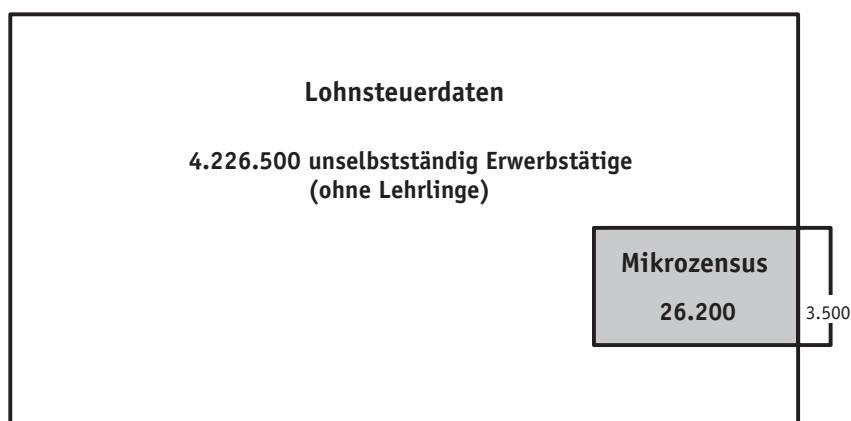 Lohnsteuerdaten
4.226.500 unselbstständig Erwerbstätige
(ohne Lehrlinge)
Mikrozensus
26.200
3.500